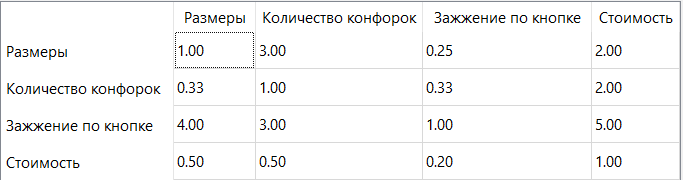 Размеры Количество конфорок Зажжение по кнопке Стоимость
Размеры 1.00 3.00 0.25 2.00
Количество конфорок 0.33 1.00 0.33 2.00
Зажжение по кнопке 4.00 3.00 1.00 5.00
Стоимость 0.50 0.50 0.20 1.00